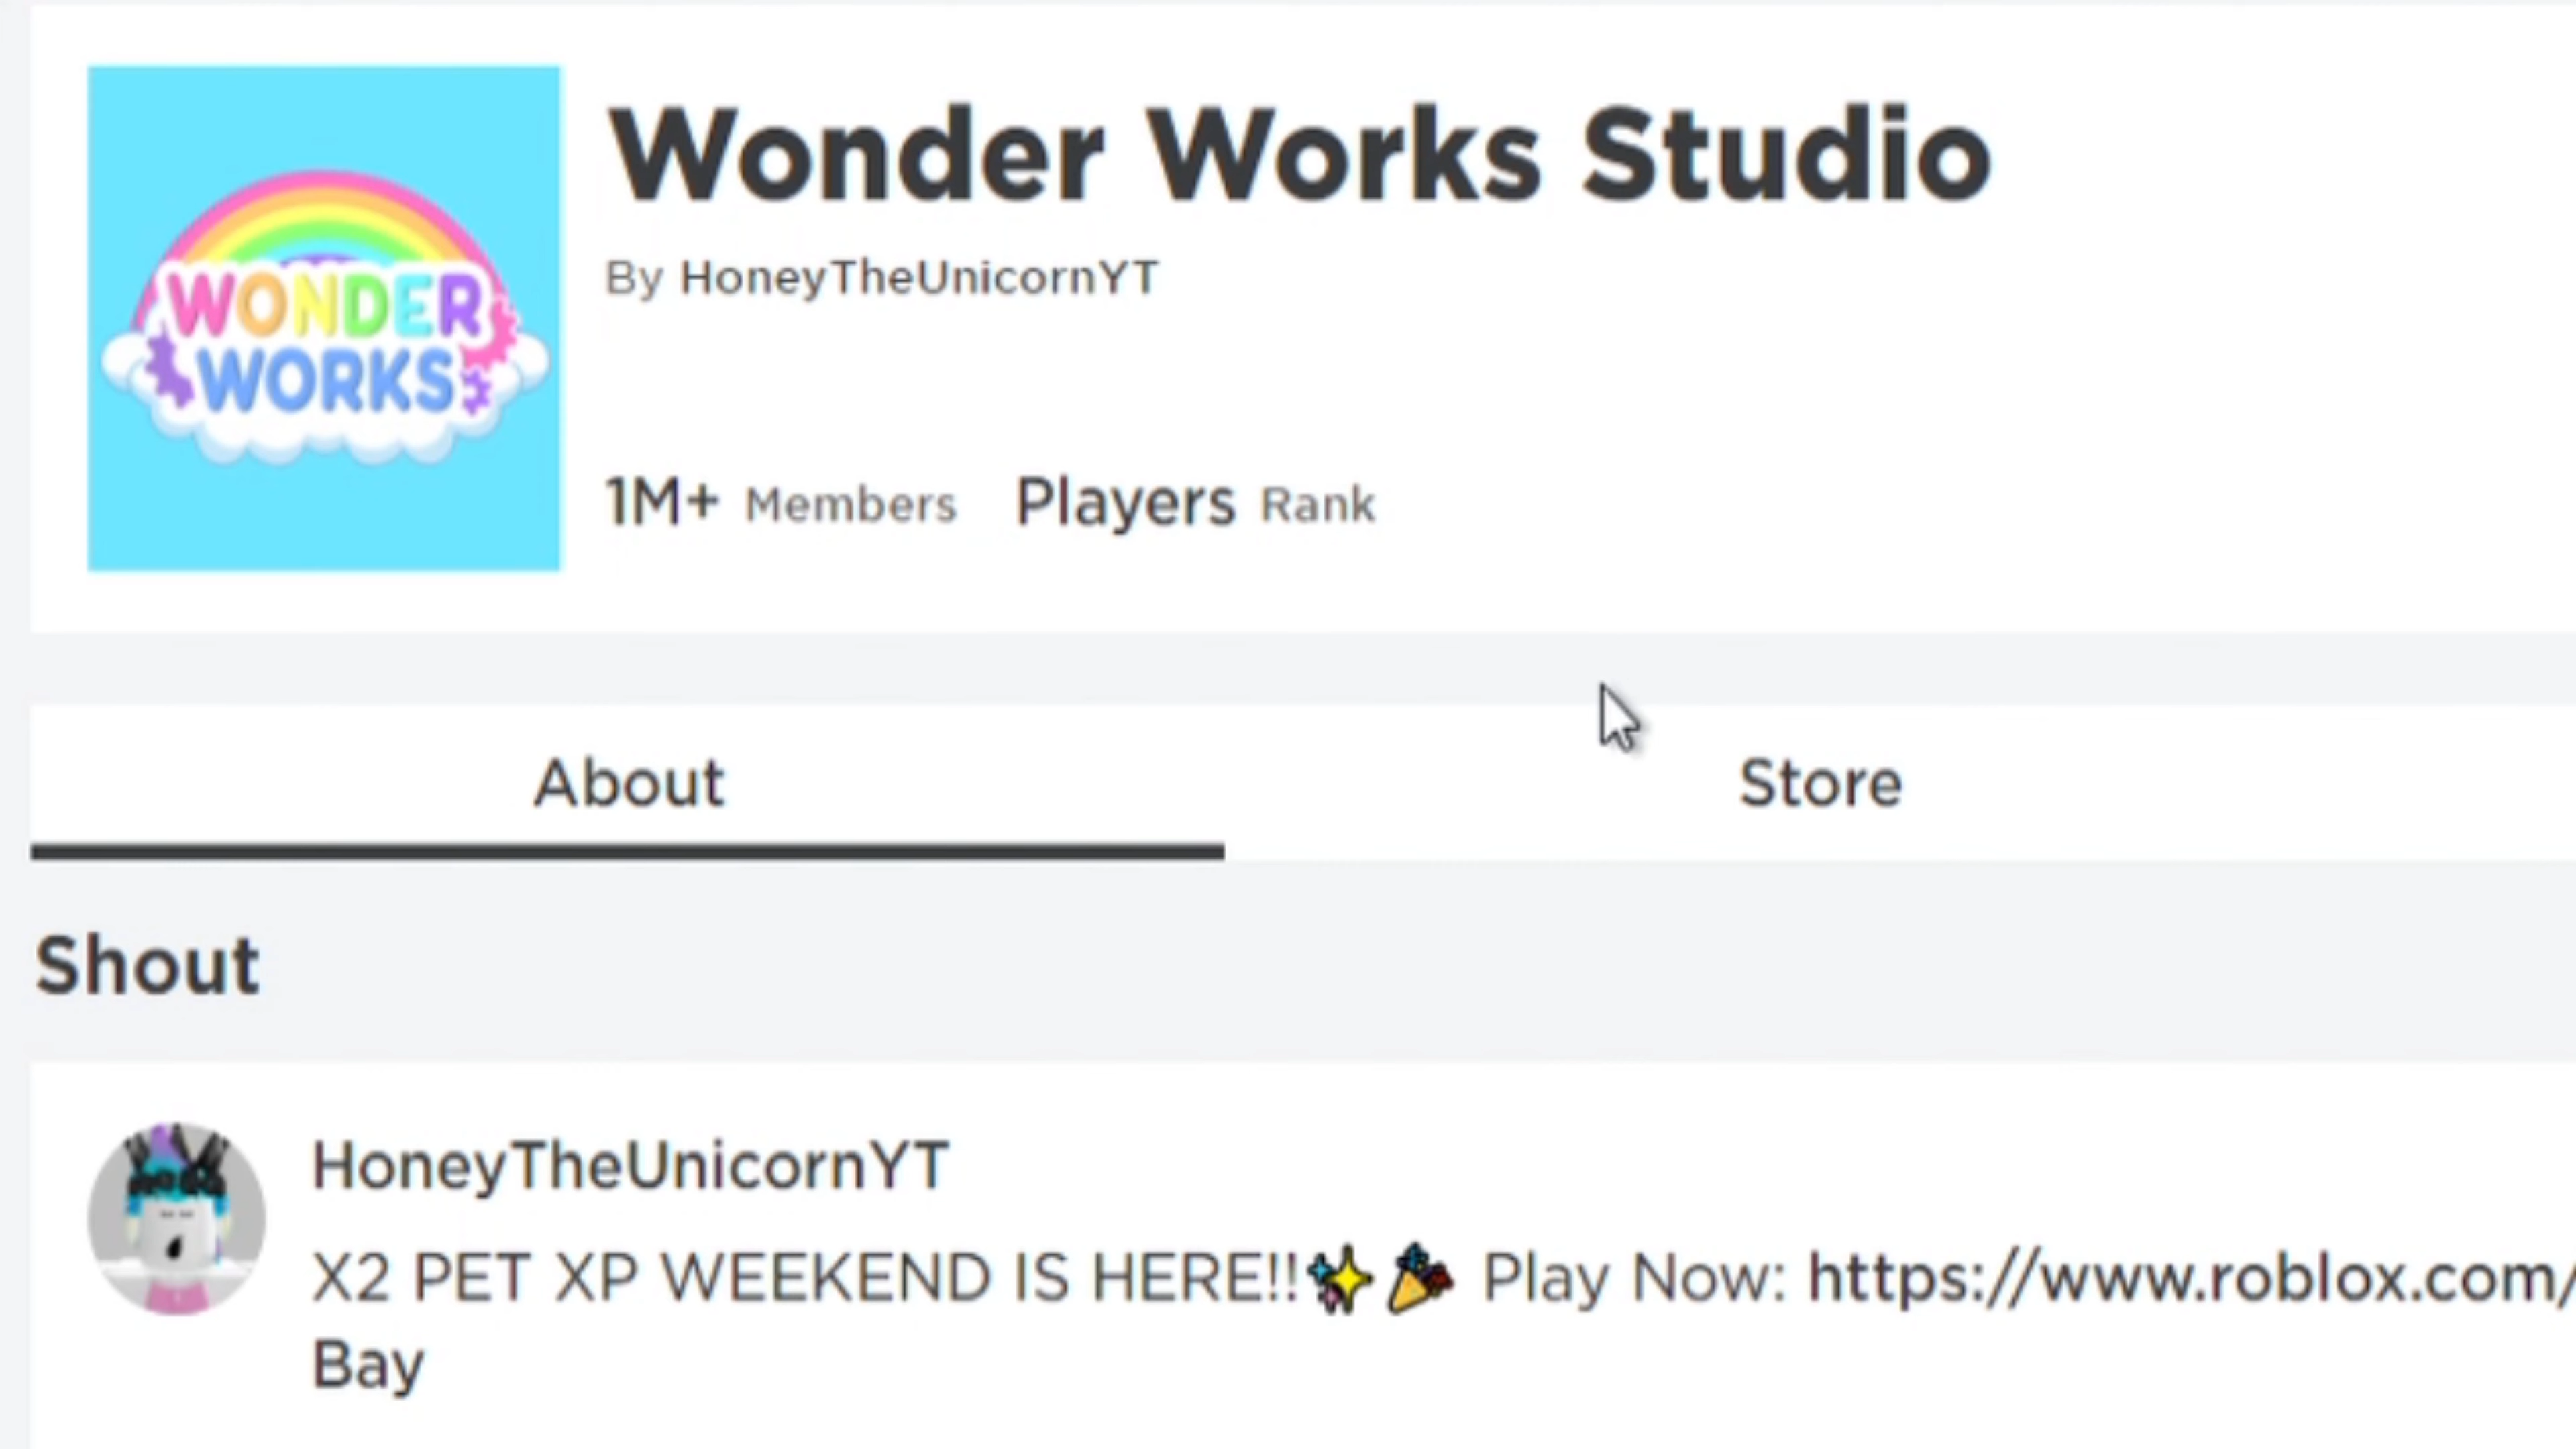 WONDER
WORKS
Wonder Works Studio
By HoneyTheUnicornYT
1M+ Members Players Rank
About Store
Shout
HoneyTheUnicornYT
X2 PET XP WEEKEND IS HERE!!✨🎉 Play Now: https://www.roblox.com/
Bay